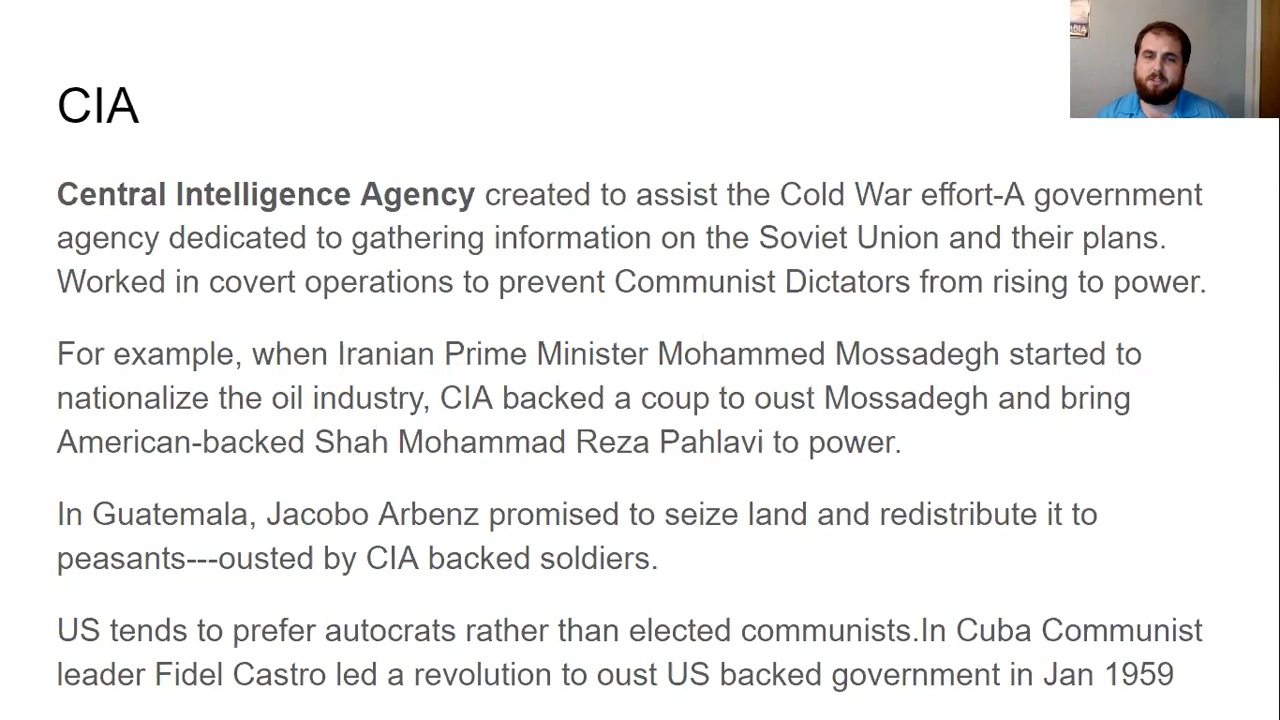 CIA
Central Intelligence Agency created to assist the Cold War effort-A government
agency dedicated to gathering information on the Soviet Union and their plans.
Worked in covert operations to prevent Communist Dictators from rising to power.
For example, when Iranian Prime Minister Mohammed Mossadegh started to
nationalize the oil industry, CIA backed a coup to oust Mossadegh and bring
American-backed Shah Mohammad Reza Pahlavi to power.
In Guatemala, Jacobo Arbenz promised to seize land and redistribute it to
peasants---ousted by CIA backed soldiers.
US tends to prefer autocrats rather than elected communists.In Cuba Communist
leader Fidel Castro led a revolution to oust US backed government in Jan 1959